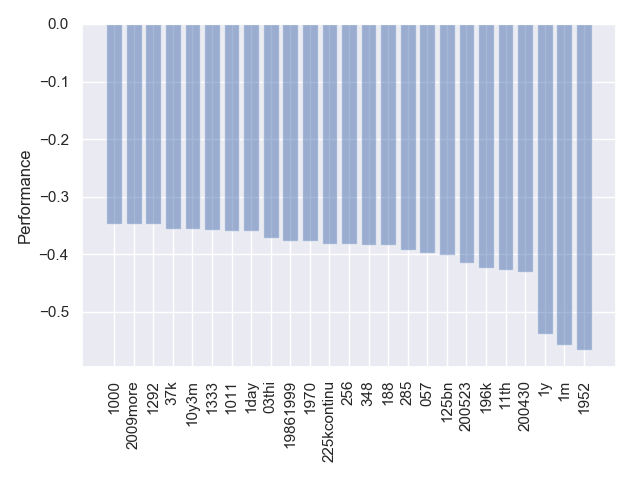 0.0
−0.1
−0.2
−0.3
−0.4
−0.5
Performance
1000
2009more
1292
37k
10y3m
1333
1011
1day
03thi
19861999
1970
225kcontinu
256
348
188
285
057
125bn
200523
196k
11th
200430
1y
1m
1952